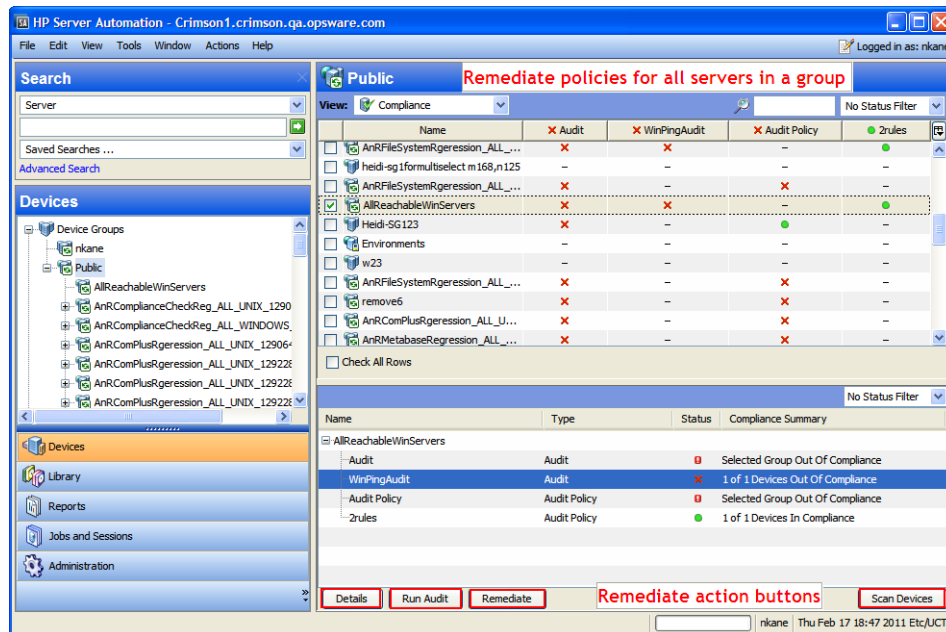 HP Server Automation - Crimson1.crimson.qa.opsware.com
File Edit View Tools Window Actions Help
Logged in as: nkane
Search
Server
Saved Searches ...
Advanced Search
Devices
Device Groups
nkane
Public
AllReachableWinServers
AnRComplianceCheckReg_ALL_UNIX_1290
AnRComplianceCheckReg_ALL_WINDOWS_
AnRComPlusRgeression_ALL_UNIX_129064
AnRComPlusRgeression_ALL_UNIX_129228
AnRComPlusRgeression_ALL_UNIX_129228
AnRComPlusRgeression_ALL_UNIX_129228
Devices
Library
Reports
Jobs and Sessions
Administration
Public
Remediate policies for all servers in a group
View: Compliance No Status Filter
Name Audit WinPingAudit Audit Policy 2rules
AnRFileSystemRgeression_ALL_... –
heidi-sg1formultiselect m168,n125 – – – –
AnRFileSystemRgeression_ALL_... – –
AllReachableWinServers –
Heidi-SG123 – –
Environments – – – –
w23 – – – –
AnRFileSystemRgeression_ALL_... – –
remove6 – –
AnRComPlusRgeression_ALL_U... – –
AnRMetabaseRegression_ALL_... – –
Check All Rows
No Status Filter
Name Type Status Compliance Summary
AllReachableWinServers
Audit Audit Selected Group Out Of Compliance
WinPingAudit Audit 1 of 1 Devices Out Of Compliance
Audit Policy Audit Policy Selected Group Out Of Compliance
2rules Audit Policy 1 of 1 Devices In Compliance
Details Run Audit Remediate Remediate action buttons Scan Devices
nkane Thu Feb 17 18:47 2011 Etc/UCT